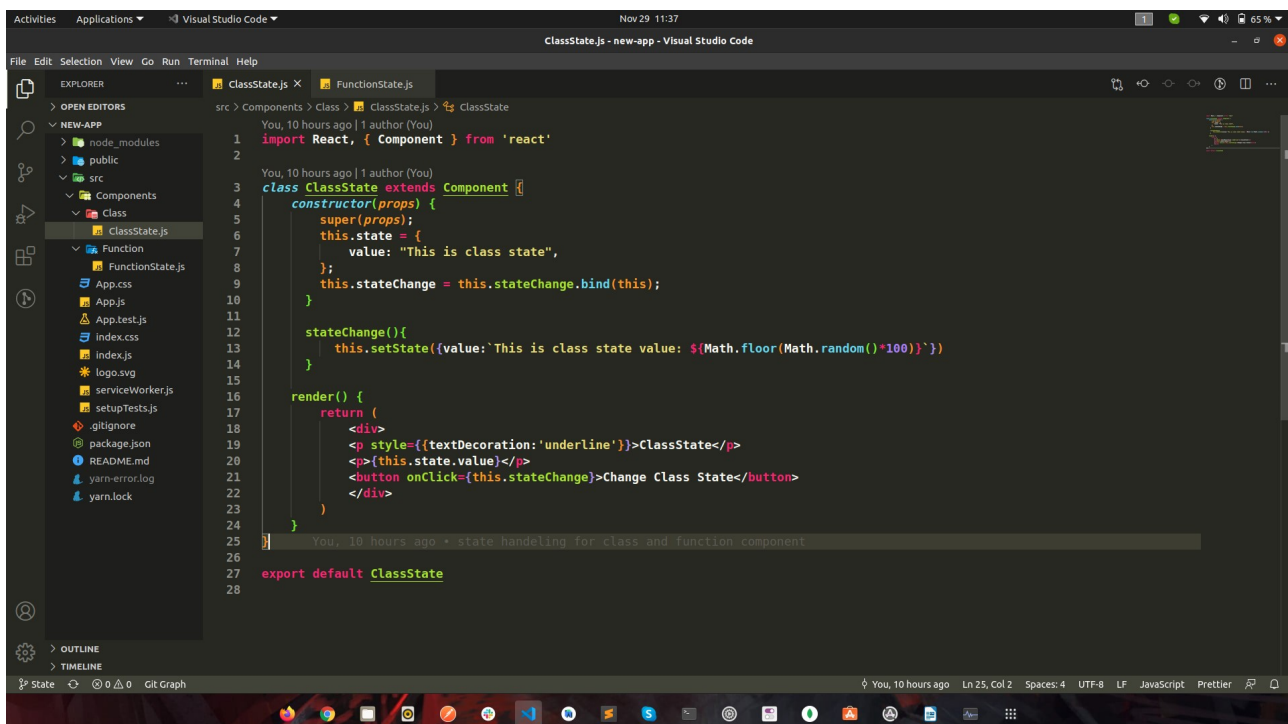 Activities Applications Visual Studio Code Nov 29 11:37 1 65 %
ClassState.js - new-app - Visual Studio Code
File Edit Selection View Go Run Terminal Help
EXPLORER ...
OPEN EDITORS
NEW-APP
node_modules
public
src
Components
Class
JS ClassState.js
Function
JS FunctionState.js
App.css
JS App.js
App.test.js
index.css
JS index.js
logo.svg
JS serviceWorker.js
JS setupTests.js
.gitignore
package.json
README.md
yarn-error.log
yarn.lock
OUTLINE
TIMELINE
JS ClassState.js JS FunctionState.js
src > Components > Class > JS ClassState.js > ClassState
You, 10 hours ago | 1 author (You)
1 import React, { Component } from 'react'
2
You, 10 hours ago | 1 author (You)
3 class ClassState extends Component {
4 constructor(props) {
5 super(props);
6 this.state = {
7 value: "This is class state",
8 };
9 this.stateChange = this.stateChange.bind(this);
10 }
11
12 stateChange(){
13 this.setState({value:`This is class state value: ${Math.floor(Math.random()*100)}`})
14 }
15
16 render() {
17 return (
18 <div>
19 <p style={{textDecoration:'underline'}}>ClassState</p>
20 <p>{this.state.value}</p>
21 <button onClick={this.stateChange}>Change Class State</button>
22 </div>
23 )
24 }
25 } You, 10 hours ago • state handeling for class and function component
26
27 export default ClassState
28
State 0 0 Git Graph You, 10 hours ago Ln 25, Col 2 Spaces: 4 UTF-8 LF JavaScript Prettier